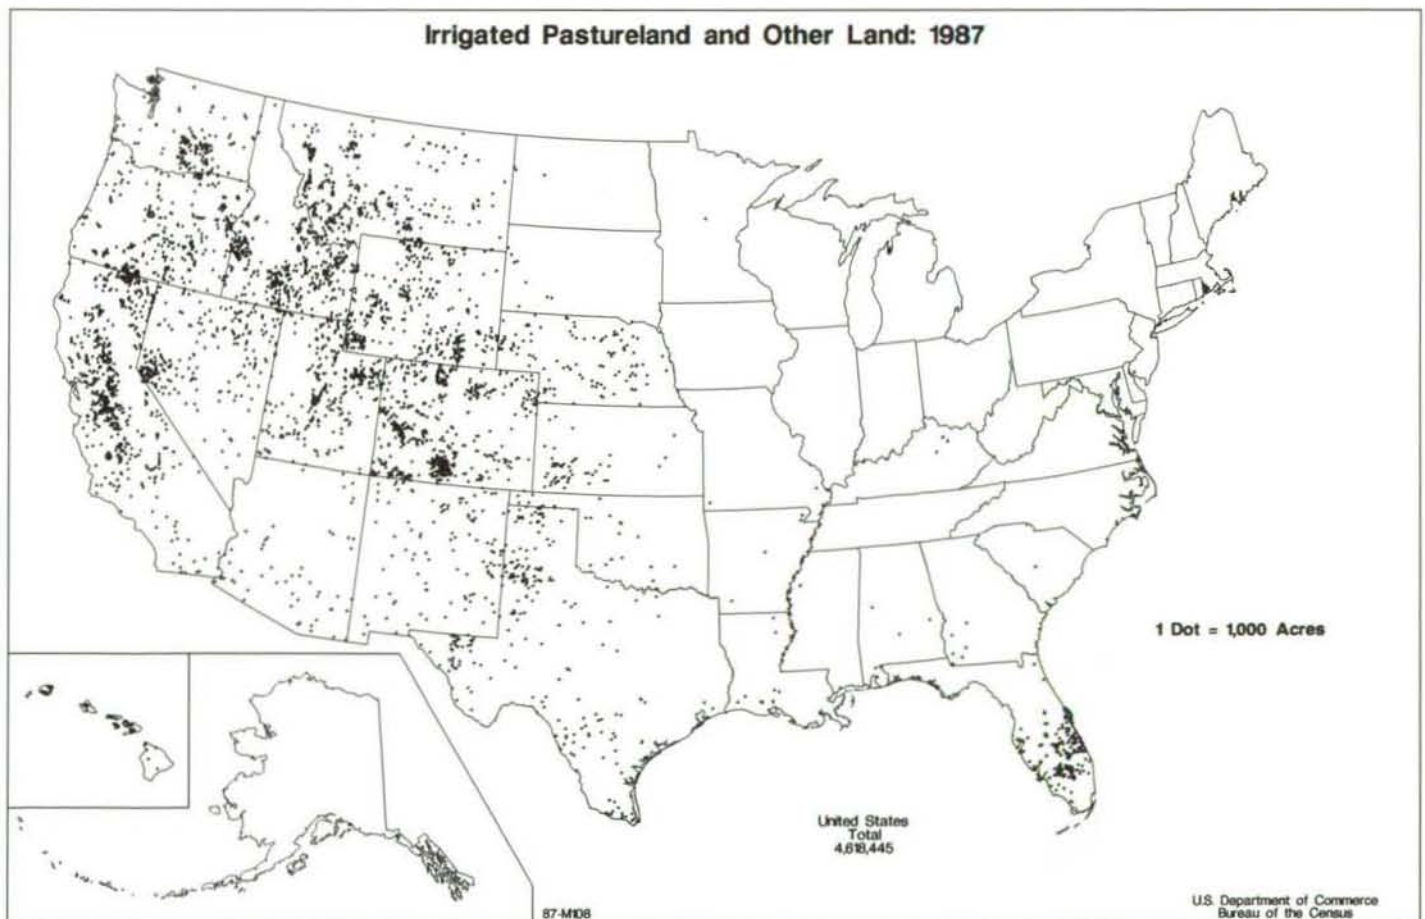 Irrigated Pastureland and Other Land: 1987
1 Dot = 1,000 Acres
United States
Total
4,618,445
87-M108
U.S. Department of Commerce
Bureau of the Census